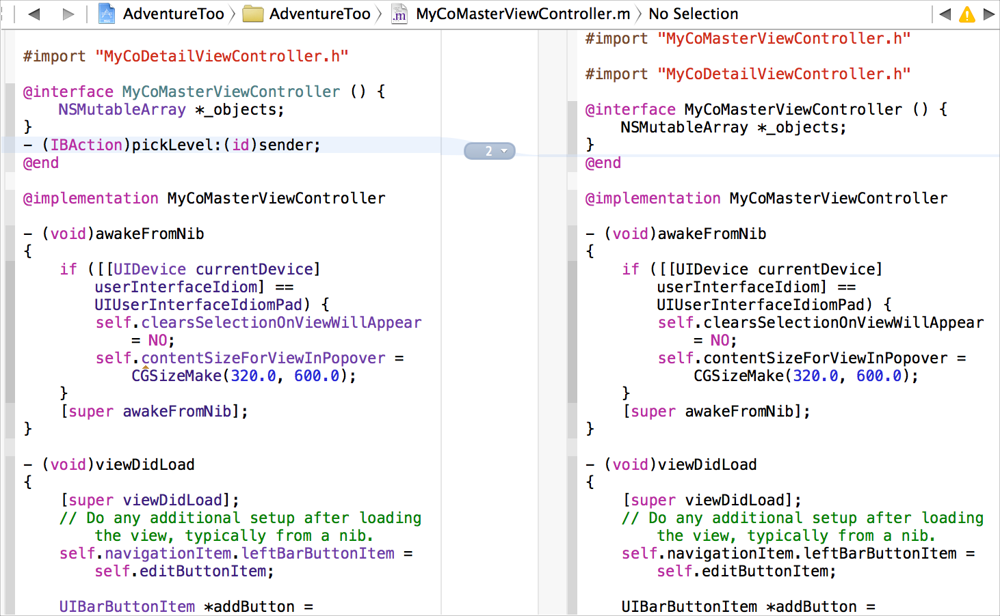 AdventureToo AdventureToo MyCoMasterViewController.m No Selection
#import "MyCoDetailViewController.h"
@interface MyCoMasterViewController () {
NSMutableArray *_objects;
}
- (IBAction)pickLevel:(id)sender;
@end
@implementation MyCoMasterViewController
- (void)awakeFromNib
{
if ([[UIDevice currentDevice]
userInterfaceIdiom] ==
UIUserInterfaceIdiomPad) {
self.clearsSelectionOnViewWillAppear
= NO;
self.contentSizeForViewInPopover =
CGSizeMake(320.0, 600.0);
}
[super awakeFromNib];
}
- (void)viewDidLoad
{
[super viewDidLoad];
// Do any additional setup after loading
the view, typically from a nib.
self.navigationItem.leftBarButtonItem =
self.editButtonItem;
UIBarButtonItem *addButton =
2
#import "MyCoMasterViewController.h"
#import "MyCoDetailViewController.h"
@interface MyCoMasterViewController () {
NSMutableArray *_objects;
}
@end
@implementation MyCoMasterViewController
- (void)awakeFromNib
{
if ([[UIDevice currentDevice]
userInterfaceIdiom] ==
UIUserInterfaceIdiomPad) {
self.clearsSelectionOnViewWillAppear
= NO;
self.contentSizeForViewInPopover =
CGSizeMake(320.0, 600.0);
}
[super awakeFromNib];
}
- (void)viewDidLoad
{
[super viewDidLoad];
// Do any additional setup after loading
the view, typically from a nib.
self.navigationItem.leftBarButtonItem =
self.editButtonItem;
UIBarButtonItem *addButton =